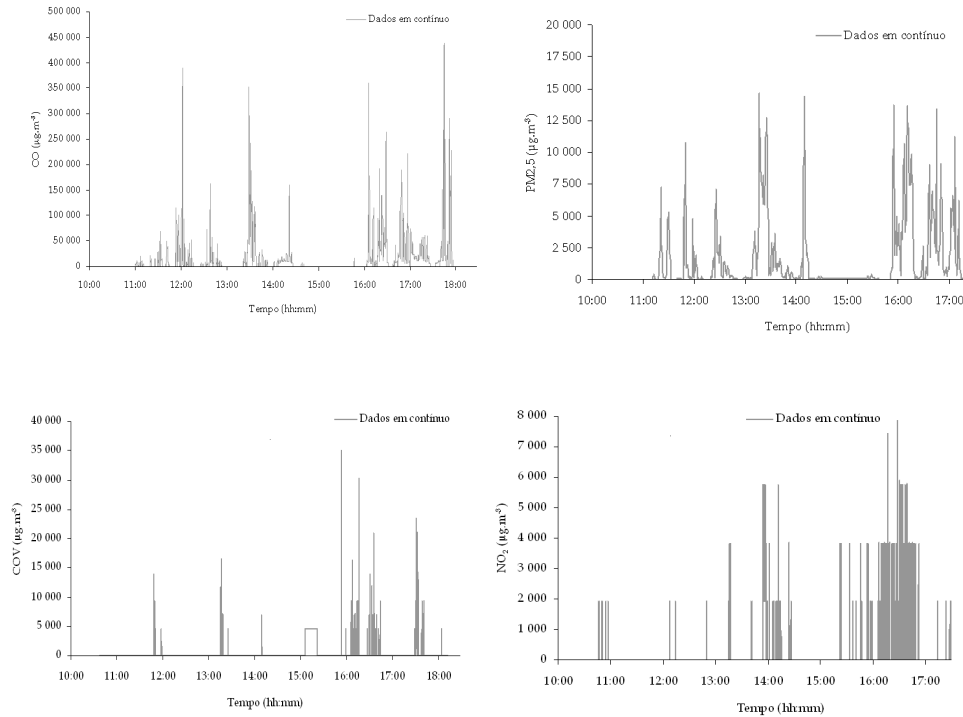 500 000
450 000
400 000
350 000
300 000
250 000
200 000
150 000
100 000
50 000
0
CO (µg.m⁻³)
Dados em contínuo
10:00 11:00 12:00 13:00 14:00 15:00 16:00 17:00 18:00
Tempo (hh:mm)
20 000
17 500
15 000
12 500
10 000
7 500
5 000
2 500
0
PM2,5 (µg.m⁻³)
Dados em contínuo
10:00 11:00 12:00 13:00 14:00 15:00 16:00 17:00
Tempo (hh:mm)
40 000
35 000
30 000
25 000
20 000
15 000
10 000
5 000
0
COV (µg.m⁻³)
Dados em contínuo
10:00 11:00 12:00 13:00 14:00 15:00 16:00 17:00 18:00
Tempo (hh:mm)
8 000
7 000
6 000
5 000
4 000
3 000
2 000
1 000
0
NO₂ (µg.m⁻³)
Dados em contínuo
10:00 11:00 12:00 13:00 14:00 15:00 16:00 17:00
Tempo (hh:mm)